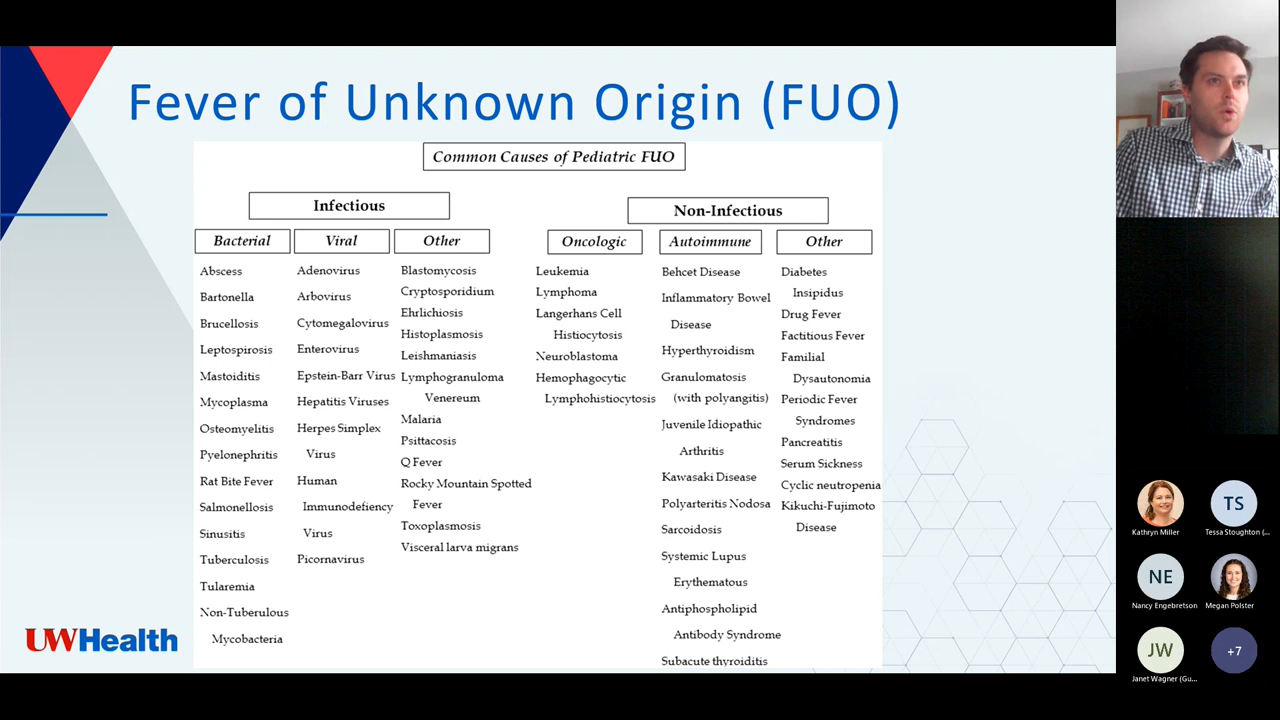 Fever of Unknown Origin (FUO)
Common Causes of Pediatric FUO
Infectious
Non-Infectious
Bacterial
Abscess
Bartonella
Brucellosis
Leptospirosis
Mastoiditis
Mycoplasma
Osteomyelitis
Pyelonephritis
Rat Bite Fever
Salmonellosis
Sinusitis
Tuberculosis
Tularemia
Non-Tuberulous
Mycobacteria
Viral
Adenovirus
Arbovirus
Cytomegalovirus
Enterovirus
Epstein-Barr Virus
Hepatitis Viruses
Herpes Simplex
Virus
Human
Immunodefiency
Virus
Picornavirus
Other
Blastomycosis
Cryptosporidium
Ehrlichiosis
Histoplasmosis
Leishmaniasis
Lymphogranuloma
Venereum
Malaria
Psittacosis
Q Fever
Rocky Mountain Spotted
Fever
Toxoplasmosis
Visceral larva migrans
Oncologic
Leukemia
Lymphoma
Langerhans Cell
Histiocytosis
Neuroblastoma
Hemophagocytic
Lymphohistiocytosis
Autoimmune
Behcet Disease
Inflammatory Bowel
Disease
Hyperthyroidism
Granulomatosis
(with polyangitis)
Juvenile Idiopathic
Arthritis
Kawasaki Disease
Polyarteritis Nodosa
Sarcoidosis
Systemic Lupus
Erythematous
Antiphospholipid
Antibody Syndrome
Subacute thyroiditis
Other
Diabetes
Insipidus
Drug Fever
Factitious Fever
Familial
Dysautonomia
Periodic Fever
Syndromes
Pancreatitis
Serum Sickness
Cyclic neutropenia
Kikuchi-Fujimoto
Disease
UWHealth
Kathryn Miller
TS
Tessa Stoughton (...
NE
Nancy Engebretson
Megan Polster
JW
Janet Wagner (Gu...
+7